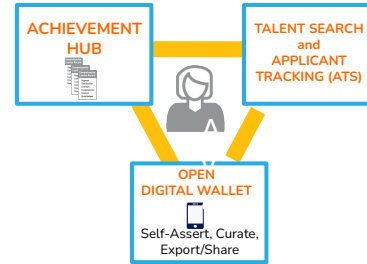 ACHIEVEMENT
HUB
TALENT SEARCH
and
APPLICANT
TRACKING (ATS)
OPEN
DIGITAL WALLET
Self-Assert, Curate,
Export/Share